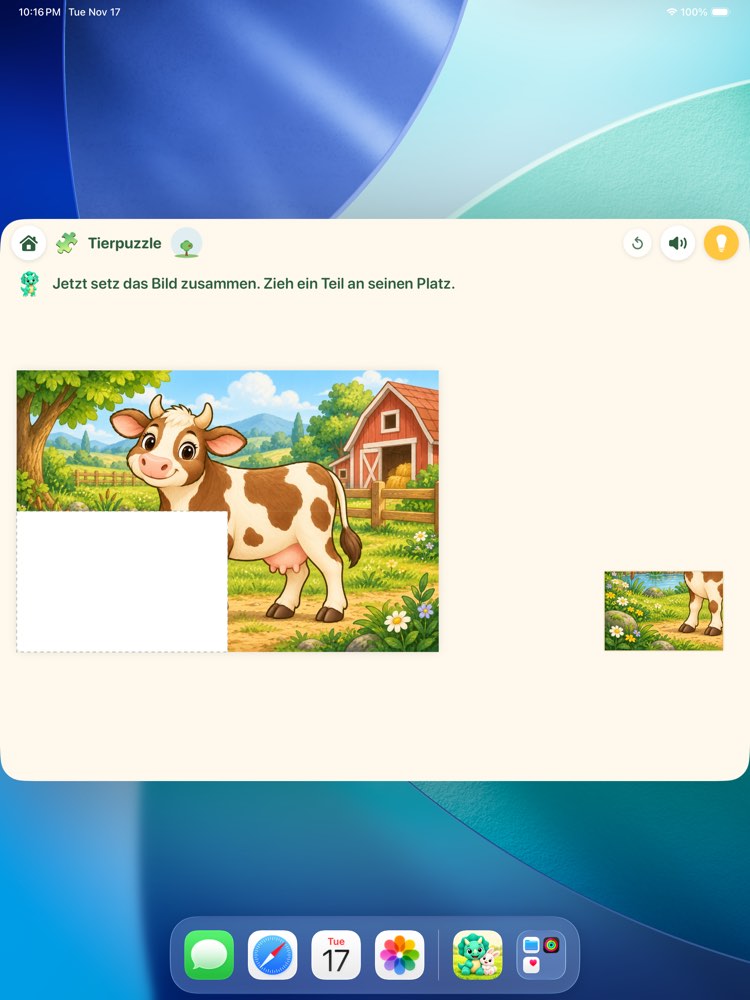 10:16 PM Tue Nov 17
100%
Tierpuzzle
Jetzt setz das Bild zusammen. Zieh ein Teil an seinen Platz.
Tue
17